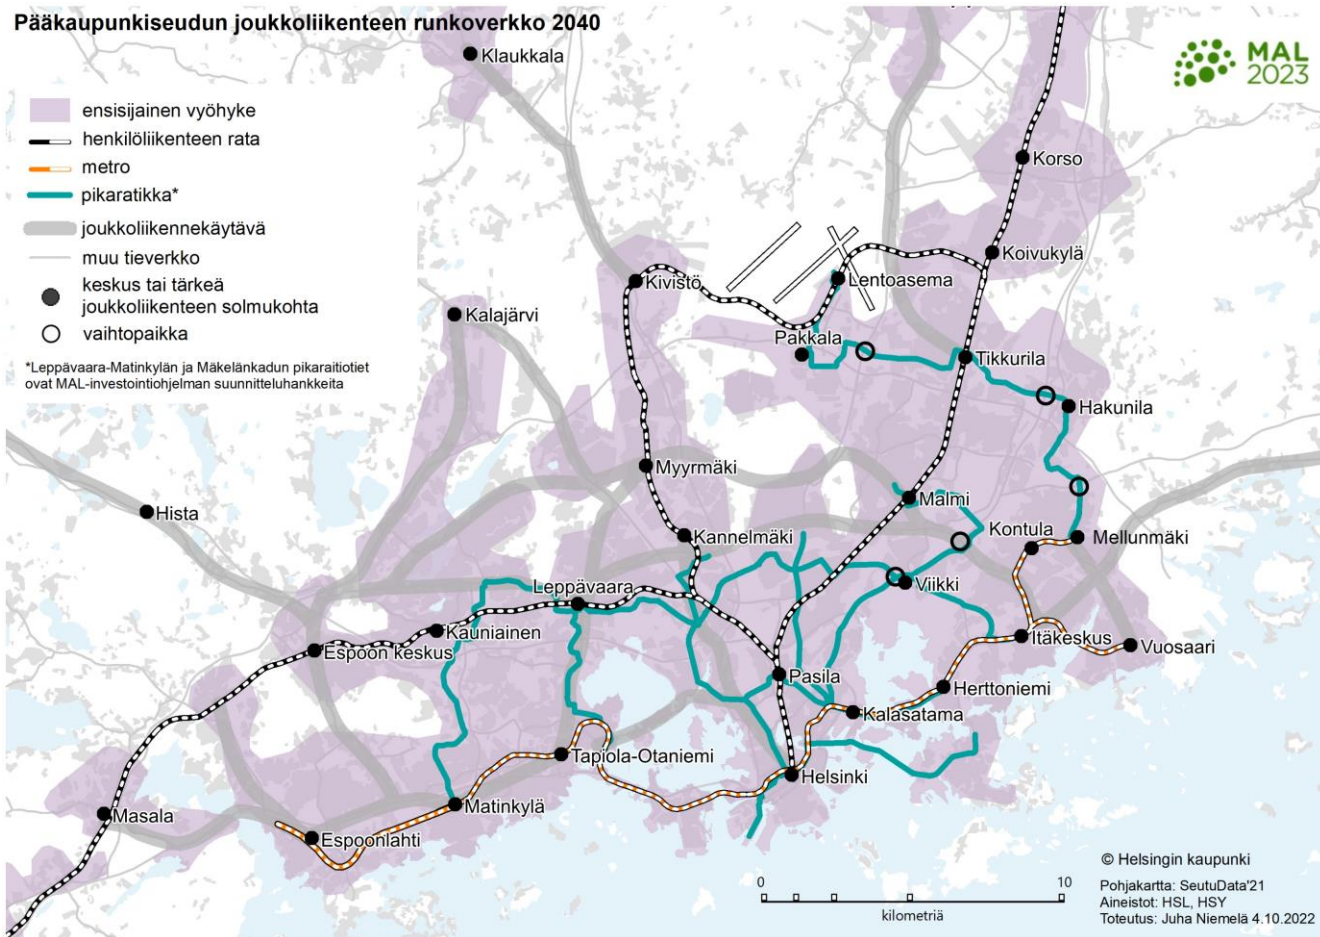 Pääkaupunkiseudun joukkoliikenteen runkoverkko 2040
MAL
2023
ensisijainen vyöhyke
henkilöliikenteen rata
metro
pikaratikka*
joukkoliikennekäytävä
muu tieverkko
keskus tai tärkeä
joukkoliikenteen solmukohta
vaihtopaikka
*Leppävaara-Matinkylän ja Mäkelänkadun pikaraitiotiet
ovat MAL-investointiohjelman suunnitteluhankkeita
Klaukkala
Korso
Koivukylä
Kivistö
Lentoasema
Kalajärvi
Pakkala
Tikkurila
Hakunila
Myyrmäki
Malmi
Hista
Kannelmäki
Kontula
Mellunmäki
Leppävaara
Viikki
Kauniainen
Itäkeskus
Espoon keskus
Vuosaari
Pasila
Herttoniemi
Kalasatama
Tapiola-Otaniemi
Helsinki
Matinkylä
Masala
Espoonlahti
0
10
kilometriä
© Helsingin kaupunki
Pohjakartta: SeutuData'21
Aineistot: HSL, HSY
Toteutus: Juha Niemelä 4.10.2022